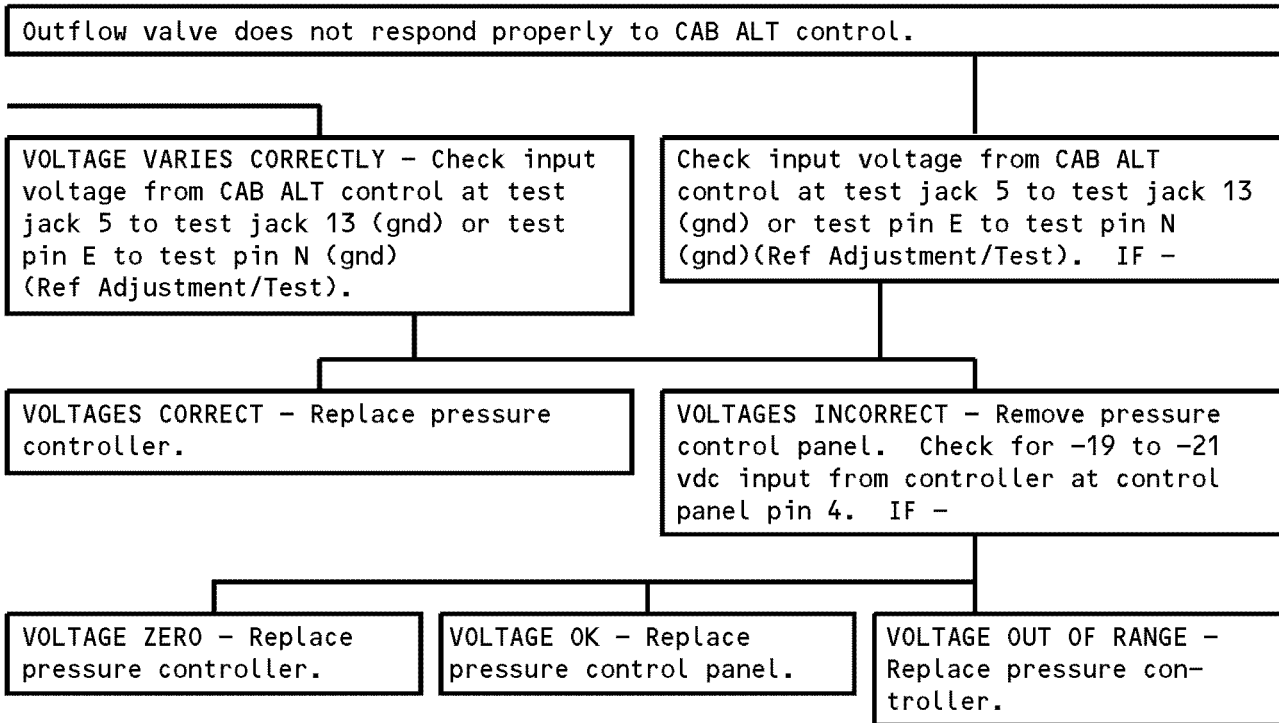 Outflow valve does not respond properly to CAB ALT control.
VOLTAGE VARIES CORRECTLY – Check input
voltage from CAB ALT control at test
jack 5 to test jack 13 (gnd) or test
pin E to test pin N (gnd)
(Ref Adjustment/Test).
Check input voltage from CAB ALT
control at test jack 5 to test jack 13
(gnd) or test pin E to test pin N
(gnd)(Ref Adjustment/Test).  IF –
VOLTAGES CORRECT – Replace pressure
controller.
VOLTAGES INCORRECT – Remove pressure
control panel.  Check for –19 to –21
vdc input from controller at control
panel pin 4.  IF –
VOLTAGE ZERO – Replace
pressure controller.
VOLTAGE OK – Replace
pressure control panel.
VOLTAGE OUT OF RANGE –
Replace pressure con–
troller.